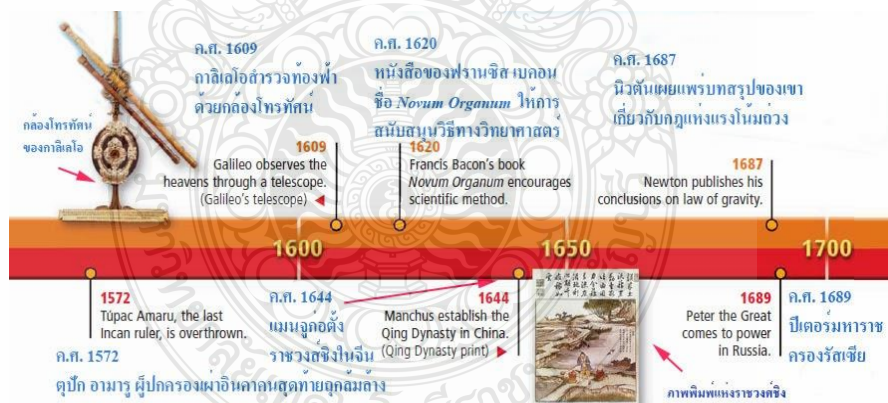 ค.ศ. 1609
กาลิเลโอสำรวจท้องฟ้า
ด้วยกล้องโทรทัศน์
ค.ศ. 1620
หนังสือของฟรานซิส เบคอน
ชื่อ Novum Organum ให้การ
สนับสนุนวิธีทางวิทยาศาสตร์
ค.ศ. 1687
นิวตันเผยแพร่บทสรุปของเขา
เกี่ยวกับกฎแห่งแรงโน้มถ่วง
กล้องโทรทัศน์
ของกาลิเลโอ
1609
Galileo observes the
heavens through a telescope.
(Galileo's telescope)
1620
Francis Bacon's book
Novum Organum encourages
scientific method.
1687
Newton publishes his
conclusions on law of gravity.
1600
1650
1700
1572
Túpac Amaru, the last
Incan ruler, is overthrown.
ค.ศ. 1572
ตุปัก อามารู ผู้ปกครองเผ่าอินคาคนสุดท้ายถูกล้มล้าง
ค.ศ. 1644
แมนจูก่อตั้ง
ราชวงศ์ชิงในจีน
1644
Manchus establish the
Qing Dynasty in China.
(Qing Dynasty print)
1689
Peter the Great
comes to power
in Russia.
ค.ศ. 1689
ปีเตอร์มหาราช
ครองรัสเซีย
ภาพพิมพ์แห่งราชวงศ์ชิง